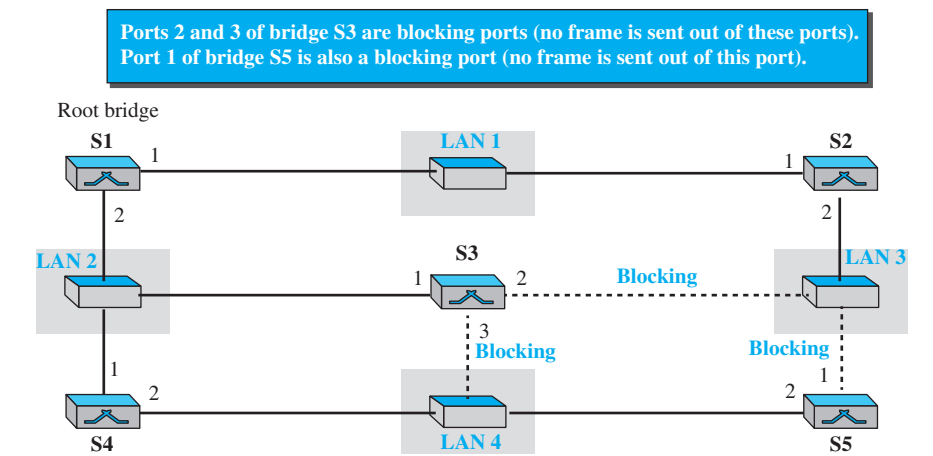 Ports 2 and 3 of bridge S3 are blocking ports (no frame is sent out of these ports).
Port 1 of bridge S5 is also a blocking port (no frame is sent out of this port).
Root bridge
S1
LAN 1
S2
1
1
2
2
LAN 2
S3
LAN 3
1
2
Blocking
3
Blocking
Blocking
1
1
2
2
S4
LAN 4
S5